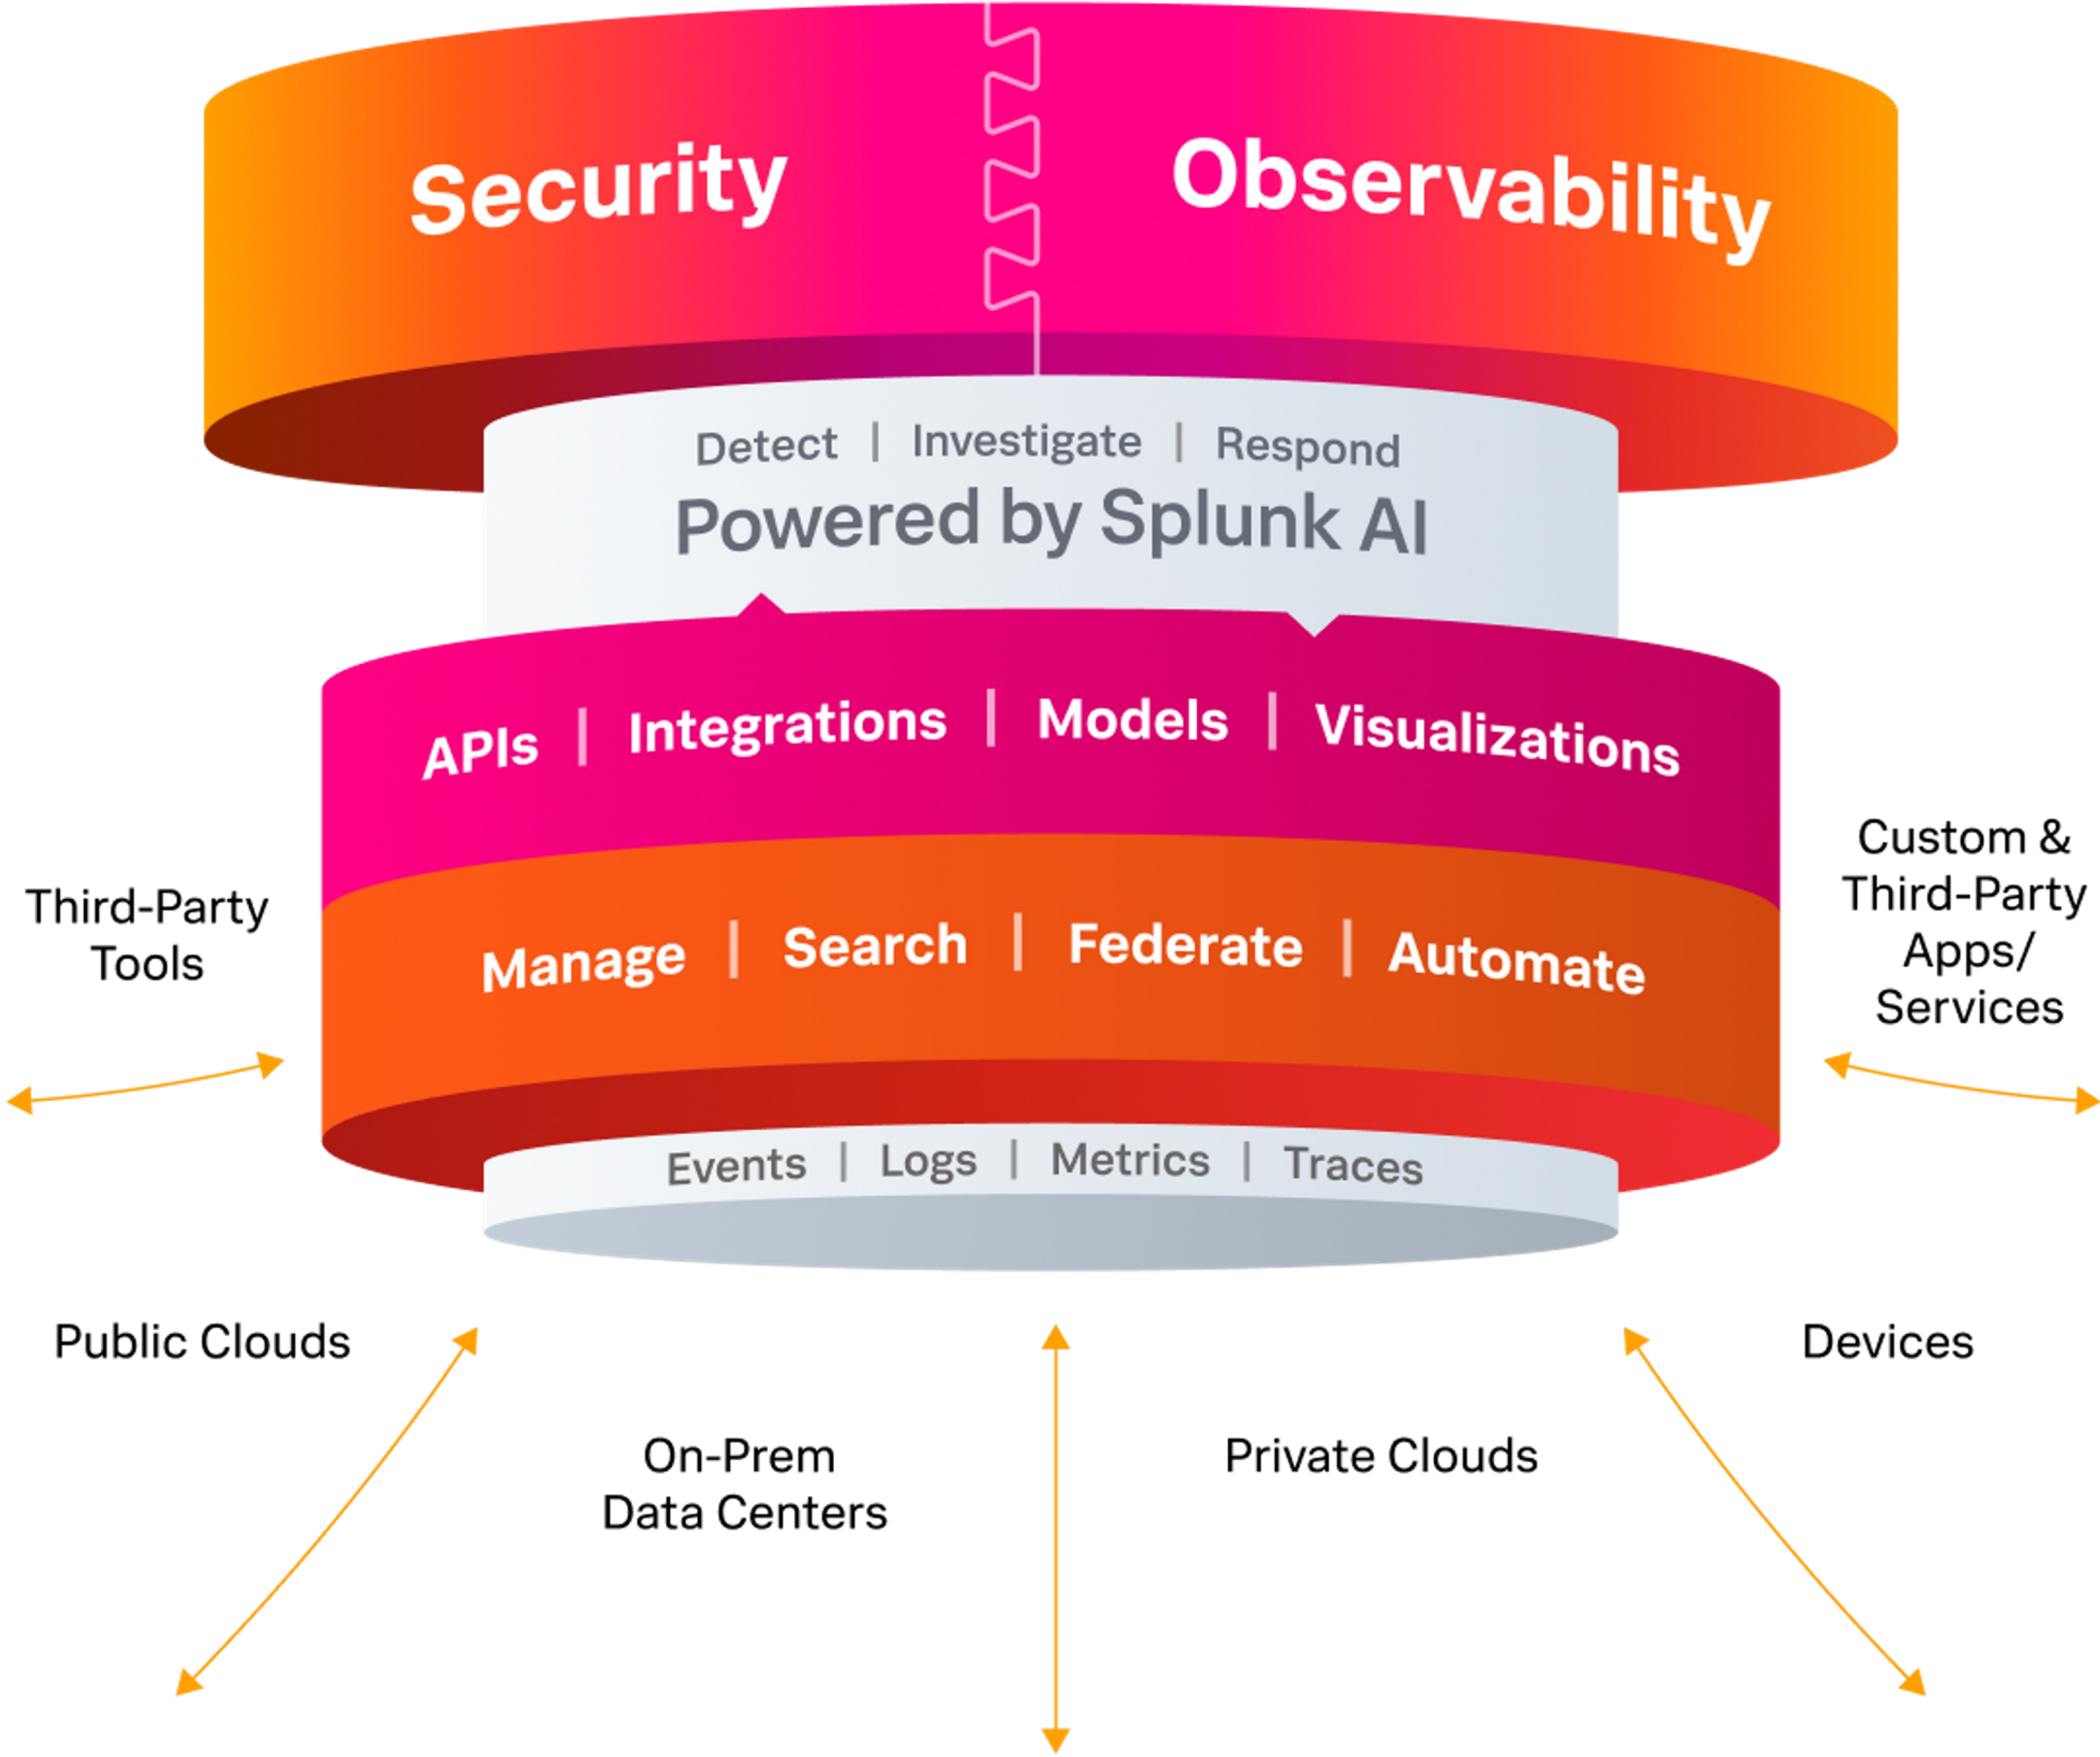 Security
Observability
Detect | Investigate | Respond
Powered by Splunk AI
APIs | Integrations | Models | Visualizations
Manage | Search | Federate | Automate
Third-Party
Tools
Custom &
Third-Party
Apps/
Services
Events | Logs | Metrics | Traces
Public Clouds
Devices
On-Prem
Data Centers
Private Clouds